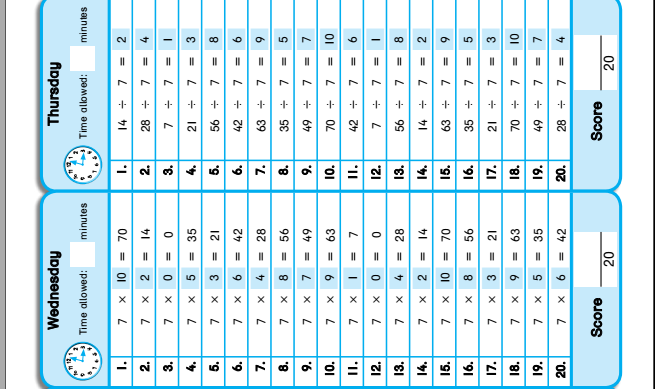 Wednesday
Time allowed: minutes
1. 7 × 10 = 70
2. 7 × 2 = 14
3. 7 × 0 = 0
4. 7 × 5 = 35
5. 7 × 3 = 21
6. 7 × 6 = 42
7. 7 × 4 = 28
8. 7 × 8 = 56
9. 7 × 7 = 49
10. 7 × 9 = 63
11. 7 × 1 = 7
12. 7 × 0 = 0
13. 7 × 4 = 28
14. 7 × 2 = 14
15. 7 × 10 = 70
16. 7 × 8 = 56
17. 7 × 3 = 21
18. 7 × 9 = 63
19. 7 × 5 = 35
20. 7 × 6 = 42
Score 20
Thursday
Time allowed: minutes
1. 14 ÷ 7 = 2
2. 28 ÷ 7 = 4
3. 7 ÷ 7 = 1
4. 21 ÷ 7 = 3
5. 56 ÷ 7 = 8
6. 42 ÷ 7 = 6
7. 63 ÷ 7 = 9
8. 35 ÷ 7 = 5
9. 49 ÷ 7 = 7
10. 70 ÷ 7 = 10
11. 42 ÷ 7 = 6
12. 7 ÷ 7 = 1
13. 56 ÷ 7 = 8
14. 14 ÷ 7 = 2
15. 63 ÷ 7 = 9
16. 35 ÷ 7 = 5
17. 21 ÷ 7 = 3
18. 70 ÷ 7 = 10
19. 49 ÷ 7 = 7
20. 28 ÷ 7 = 4
Score 20